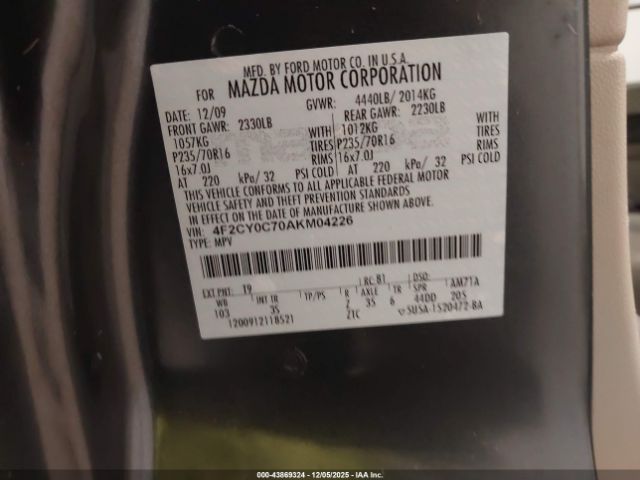 MFD. BY FORD MOTOR CO. IN U.S.A.
FOR MAZDA MOTOR CORPORATION
DATE: 12/09 GVWR: 4440LB/ 2014KG
FRONT GAWR: 2330LB REAR GAWR: 2230LB
1057KG WITH 1012KG WITH
P235/70R16 TIRES P235/70R16 TIRES
16x7.0J RIMS 16x7.0J RIMS
AT 220 kPa/ 32 PSI COLD AT 220 kPa/ 32 PSI COLD
THIS VEHICLE CONFORMS TO ALL APPLICABLE FEDERAL MOTOR
VEHICLE SAFETY AND THEFT PREVENTION STANDARDS
IN EFFECT ON THE DATE OF MANUFACTURE SHOWN ABOVE.
VIN: 4F2CY0C70AKM04226
TYPE: MPV
EXT PNT: T9 RC: B1 DSO:
WB INT TR TP/PS R AXLE TR SPR AM71A
103 3S 7 35 6 44DD 205
1200912118521 ZTC SUSA-1520472-BA
000-43869324 - 12/05/2025 - IAA Inc.